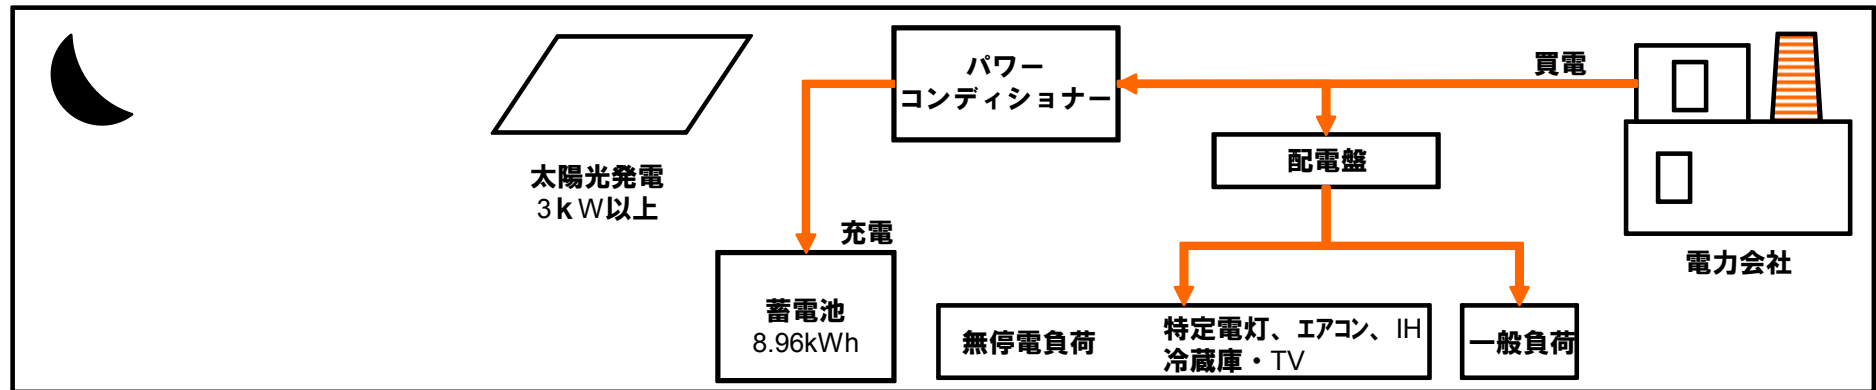 パワー
コンディショナー
買電
配電盤
太陽光発電
3kW以上
充電
電力会社
蓄電池
8.96kWh
無停電負荷
特定電灯、エアコン、IH
冷蔵庫・TV
一般負荷